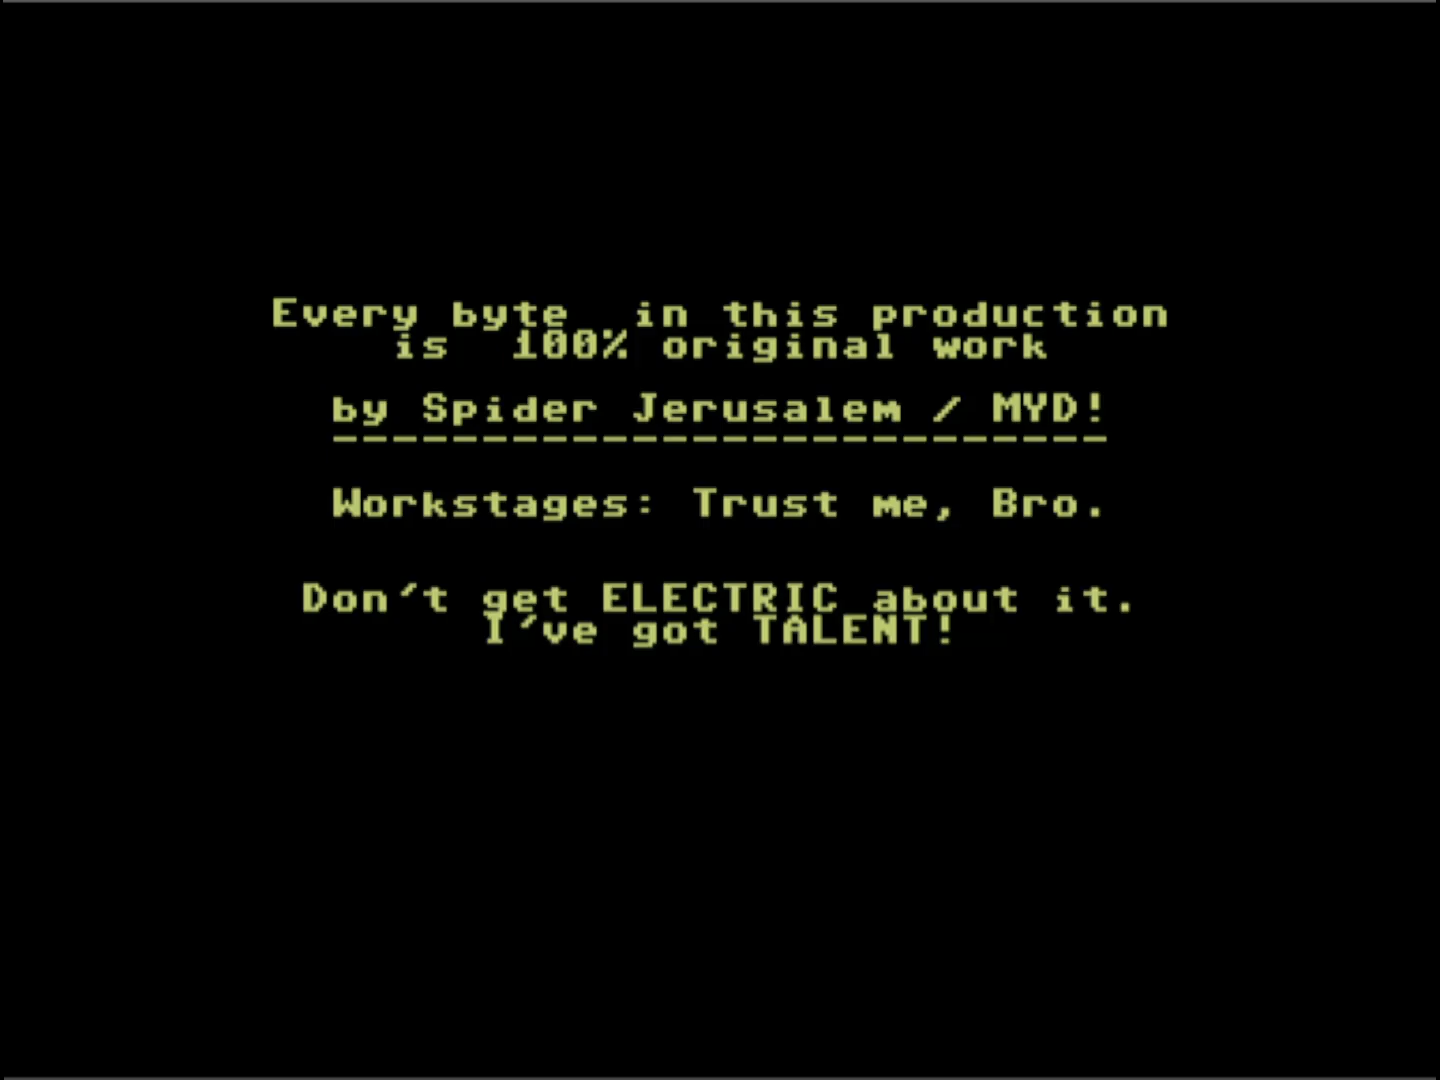 Every byte  in this production
is  100% original work
by Spider Jerusalem / MYD!
--------------------------
Workstages: Trust me, Bro.
Don't get ELECTRIC about it.
I've got TALENT!